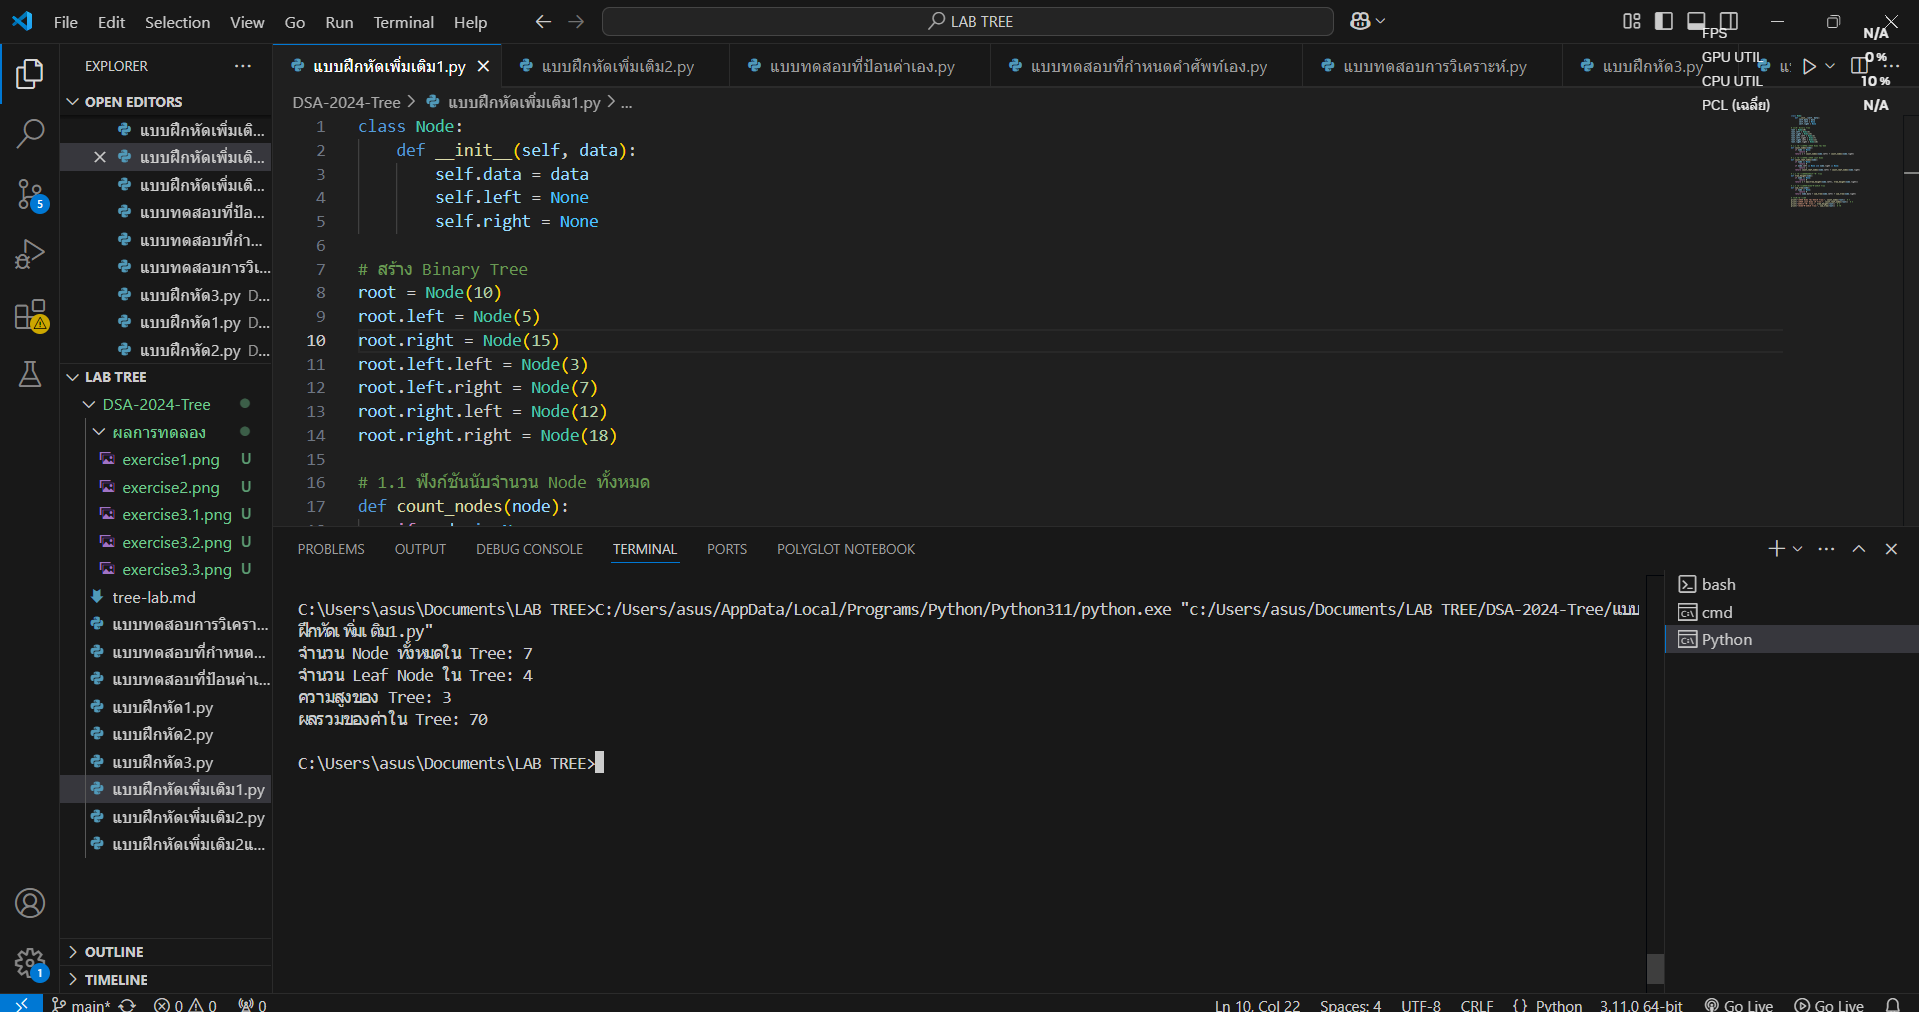 File Edit Selection View Go Run Terminal Help
LAB TREE
FPS N/A
GPU UTIL 0 %
CPU UTIL 10 %
PCL (เฉลี่ย) N/A
EXPLORER
OPEN EDITORS
แบบฝึกหัดเพิ่มเติ...
แบบฝึกหัดเพิ่มเติ...
แบบฝึกหัดเพิ่มเติ...
แบบทดสอบที่ป้อ...
แบบทดสอบที่กำ...
แบบทดสอบการวิเ...
แบบฝึกหัด3.py D...
แบบฝึกหัด1.py D...
แบบฝึกหัด2.py D...
LAB TREE
DSA-2024-Tree
ผลการทดลอง
exercise1.png U
exercise2.png U
exercise3.1.png U
exercise3.2.png U
exercise3.3.png U
tree-lab.md
แบบทดสอบการวิเครา...
แบบทดสอบที่กำหนด...
แบบทดสอบที่ป้อนค่าเ...
แบบฝึกหัด1.py
แบบฝึกหัด2.py
แบบฝึกหัด3.py
แบบฝึกหัดเพิ่มเติม1.py
แบบฝึกหัดเพิ่มเติม2.py
แบบฝึกหัดเพิ่มเติม2แ...
OUTLINE
TIMELINE
5
1
แบบฝึกหัดเพิ่มเติม1.py แบบฝึกหัดเพิ่มเติม2.py แบบทดสอบที่ป้อนค่าเอง.py แบบทดสอบที่กำหนดคำศัพท์เอง.py แบบทดสอบการวิเคราะห์.py แบบฝึกหัด3.py
DSA-2024-Tree > แบบฝึกหัดเพิ่มเติม1.py > ...
1 class Node:
2 def __init__(self, data):
3 self.data = data
4 self.left = None
5 self.right = None
6
7 # สร้าง Binary Tree
8 root = Node(10)
9 root.left = Node(5)
10 root.right = Node(15)
11 root.left.left = Node(3)
12 root.left.right = Node(7)
13 root.right.left = Node(12)
14 root.right.right = Node(18)
15
16 # 1.1 ฟังก์ชันนับจำนวน Node ทั้งหมด
17 def count_nodes(node):
PROBLEMS OUTPUT DEBUG CONSOLE TERMINAL PORTS POLYGLOT NOTEBOOK
C:\Users\asus\Documents\LAB TREE>C:/Users/asus/AppData/Local/Programs/Python/Python311/python.exe "c:/Users/asus/Documents/LAB TREE/DSA-2024-Tree/แบบ
ฝึกหัดเพิ่มเติม1.py"
จำนวน Node ทั้งหมดใน Tree: 7
จำนวน Leaf Node ใน Tree: 4
ความสูงของ Tree: 3
ผลรวมของค่าใน Tree: 70
C:\Users\asus\Documents\LAB TREE>
bash
cmd
Python
main* 0 0 0 Ln 10, Col 22 Spaces: 4 UTF-8 CRLF {} Python 3.11.0 64-bit Go Live Go Live